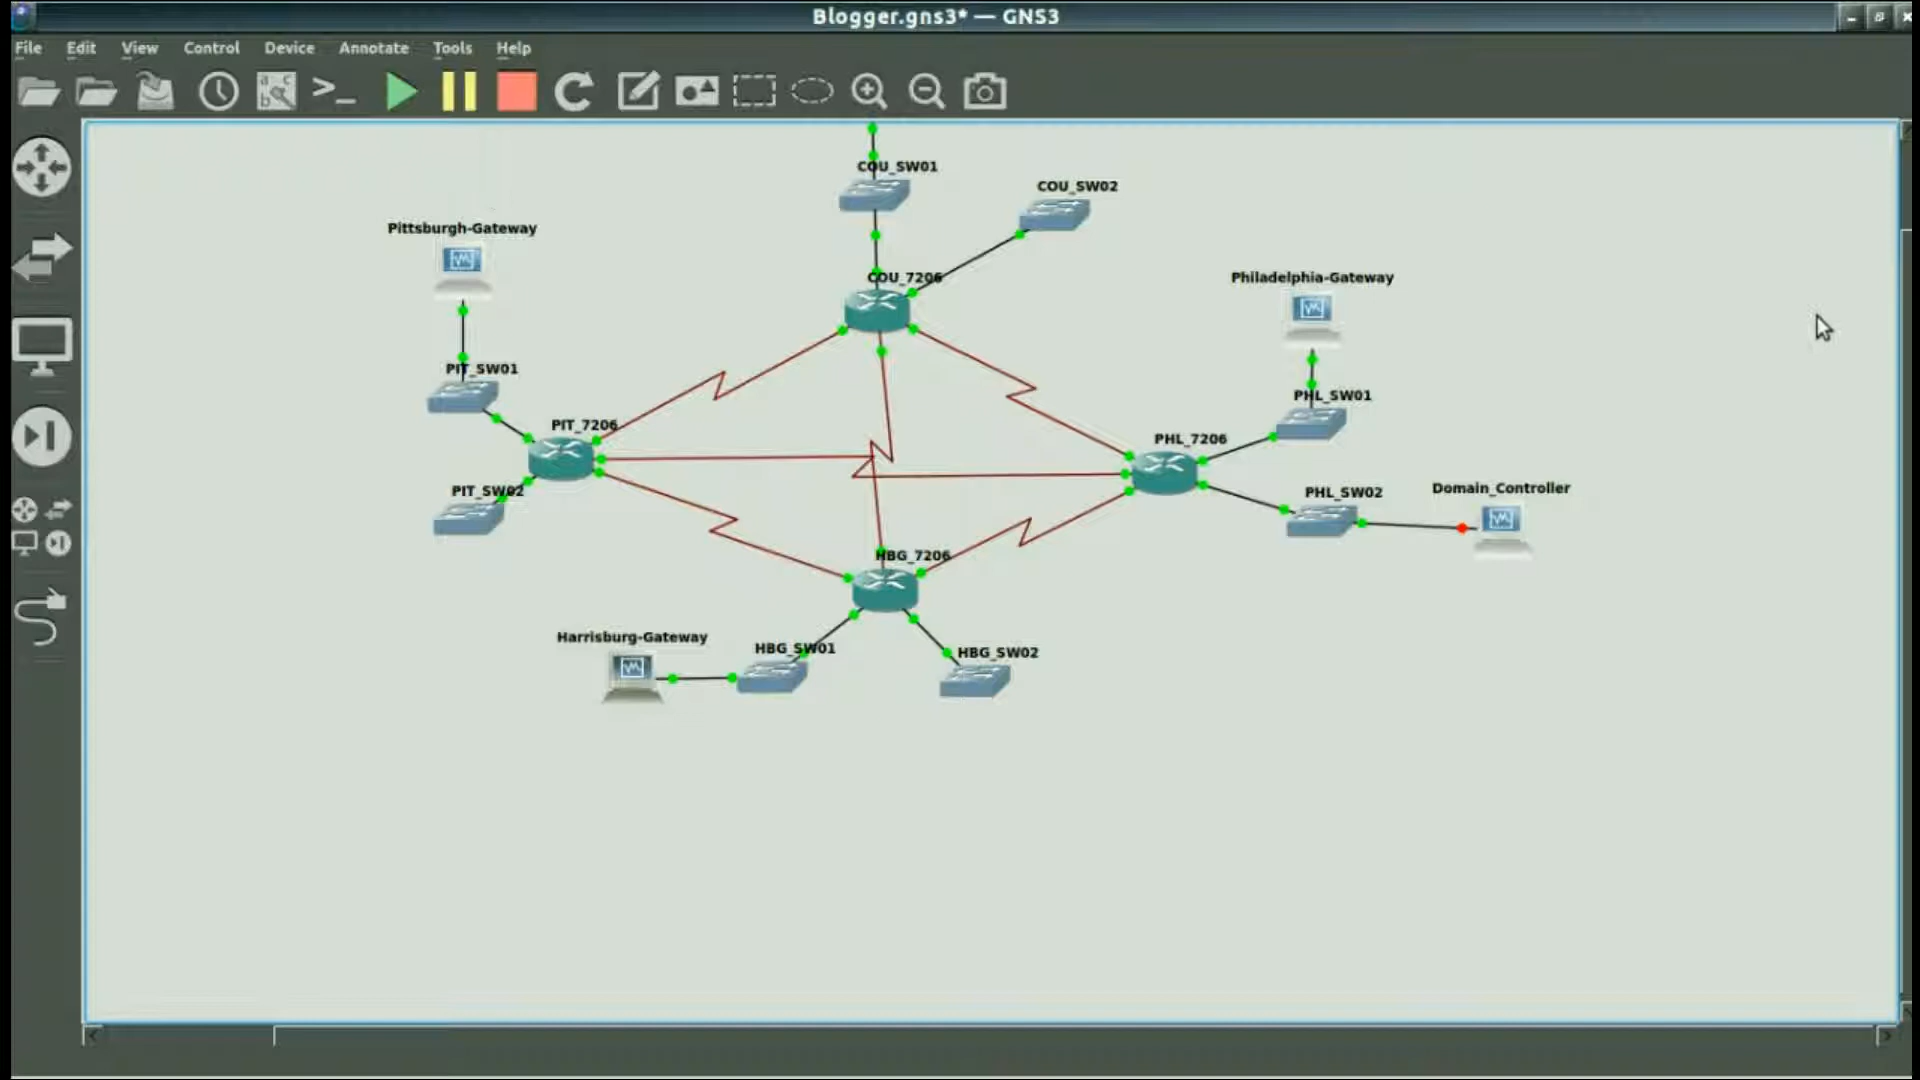 Blogger.gns3* — GNS3
File Edit View Control Device Annotate Tools Help
COU_SW01
COU_SW02
Pittsburgh-Gateway
COU_7206
Philadelphia-Gateway
PIT_SW01
PHL_SW01
PIT_7206
PHL_7206
PIT_SW02
PHL_SW02
Domain_Controller
HBG_7206
Harrisburg-Gateway
HBG_SW01
HBG_SW02